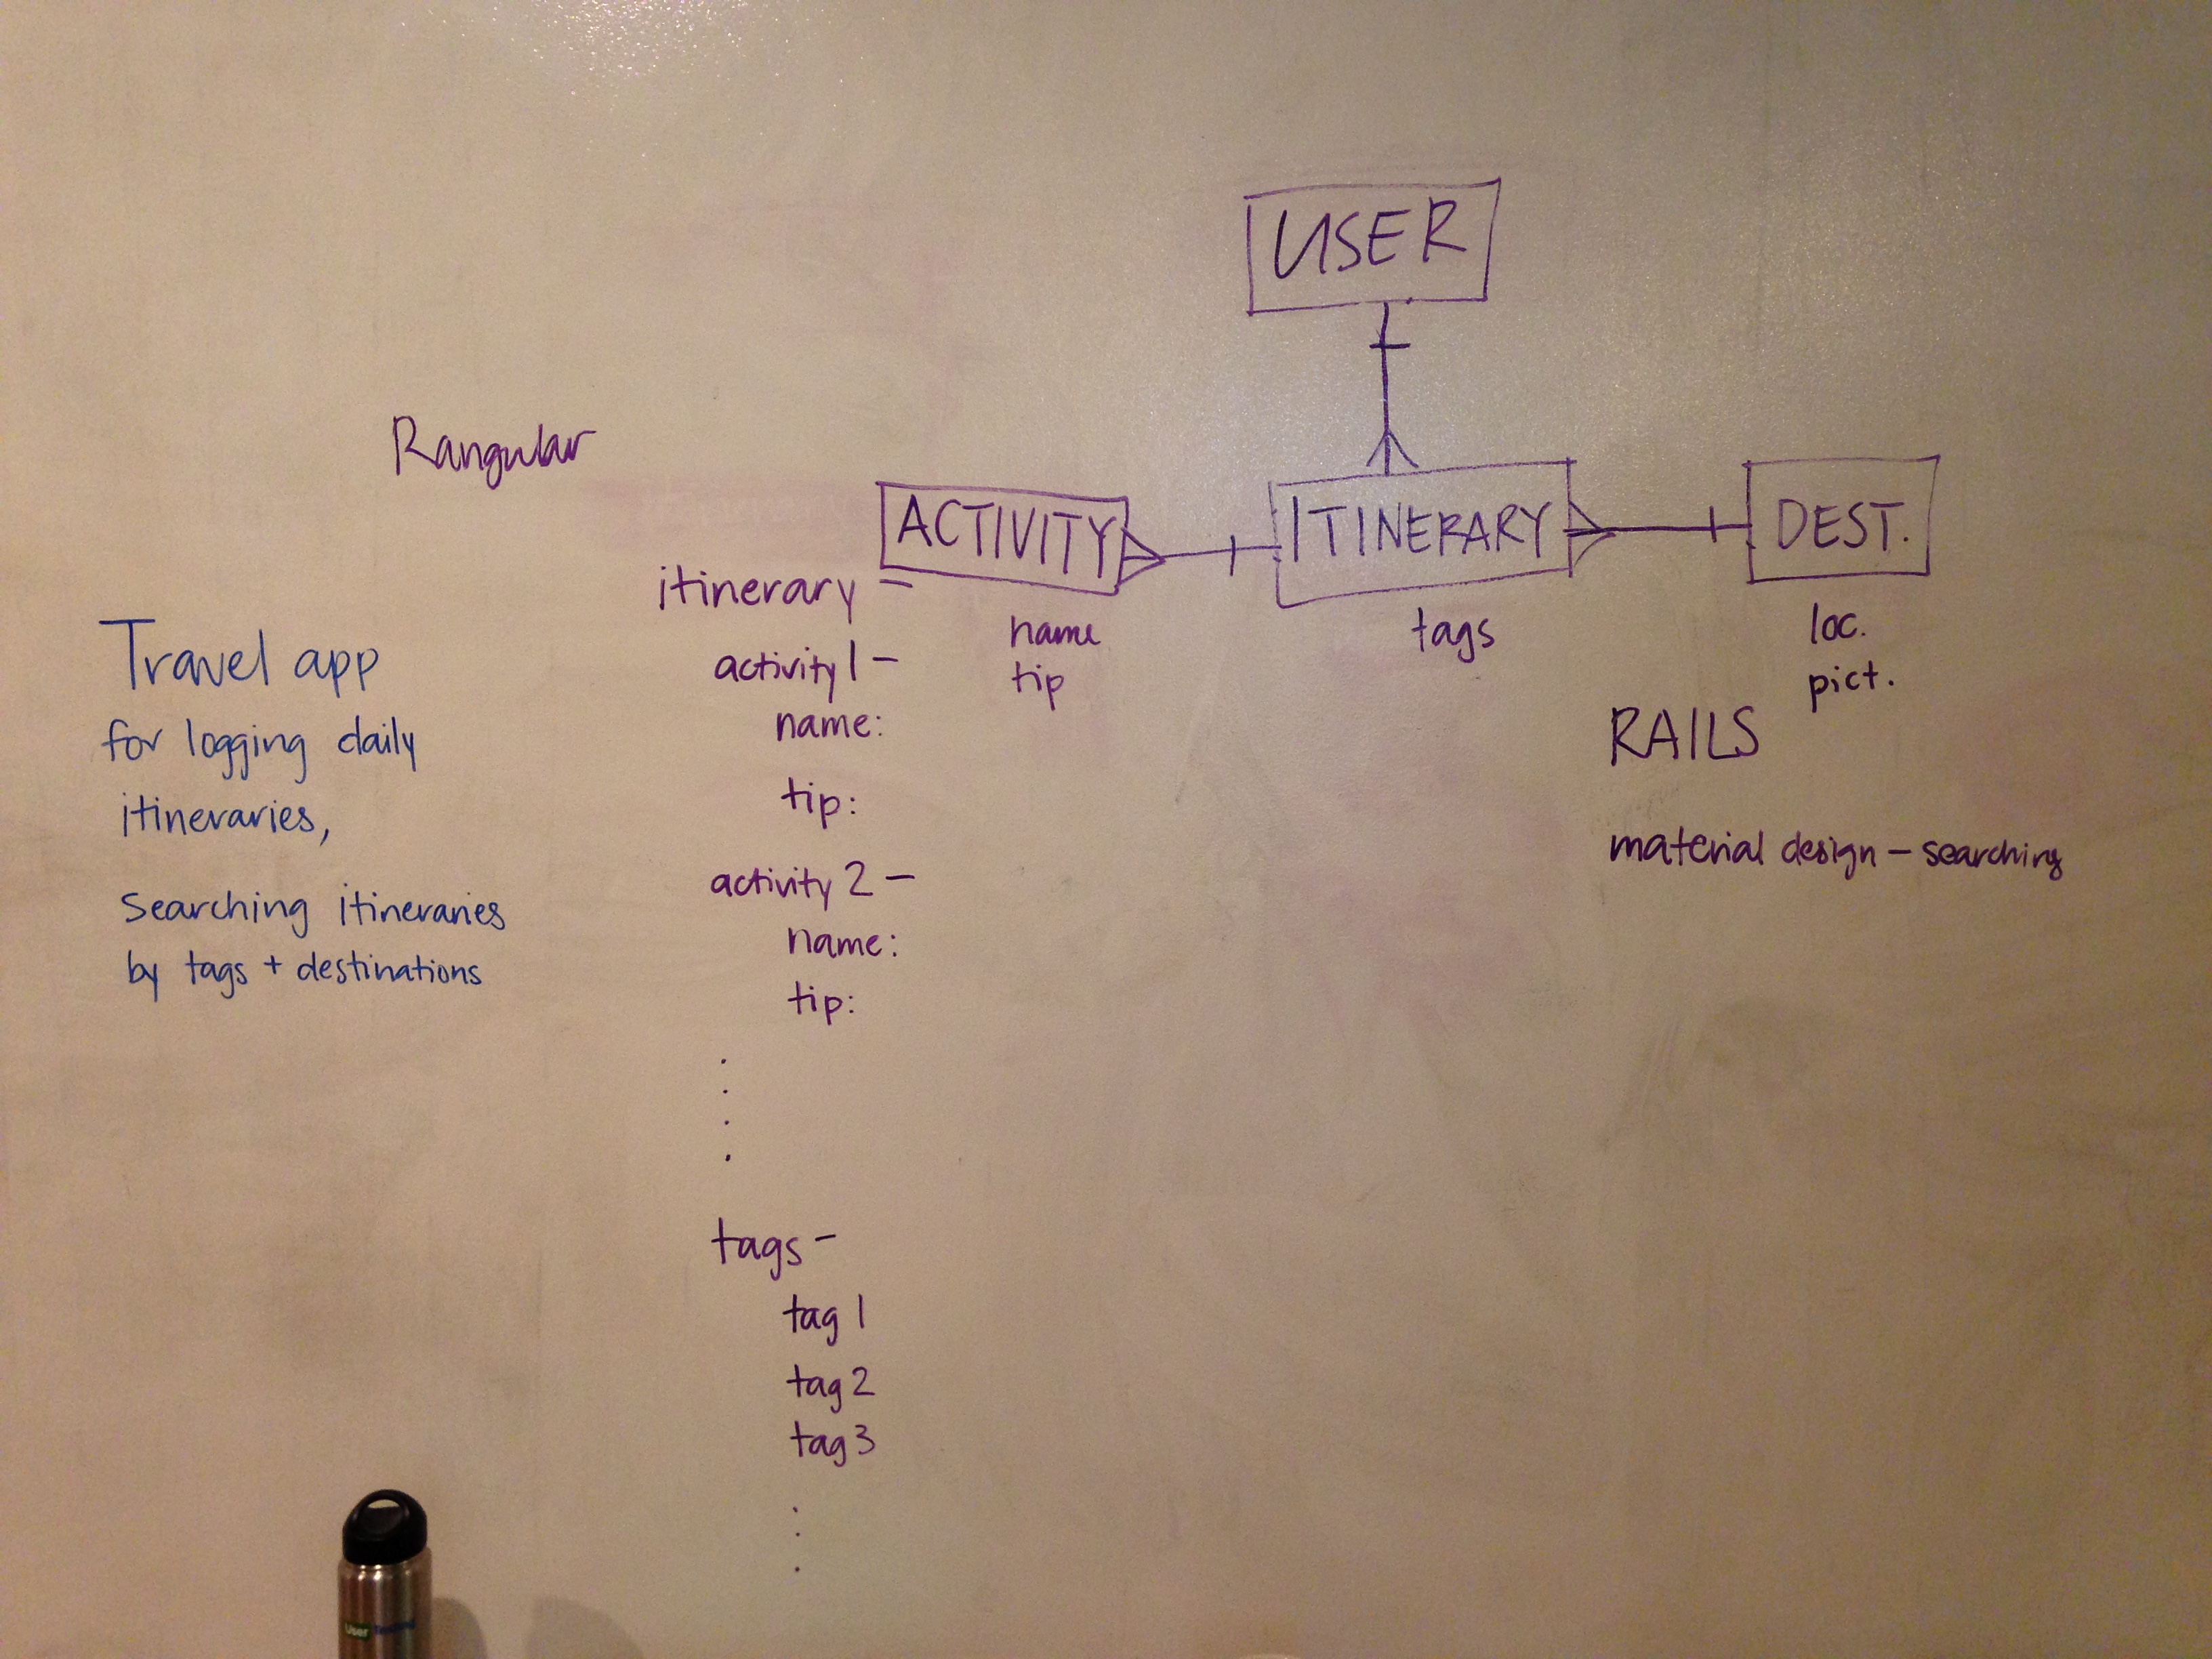 USER
Rangular
ACTIVITY
ITINERARY
DEST.
name
tip
tags
loc.
pict.
RAILS
material design - searching
Travel app
for logging daily
itineraries,
Searching itineraries
by tags + destinations
itinerary -
activity 1 -
name:
tip:
activity 2 -
name:
tip:
.
.
.
.
tags -
tag 1
tag 2
tag 3
.
.
.
User